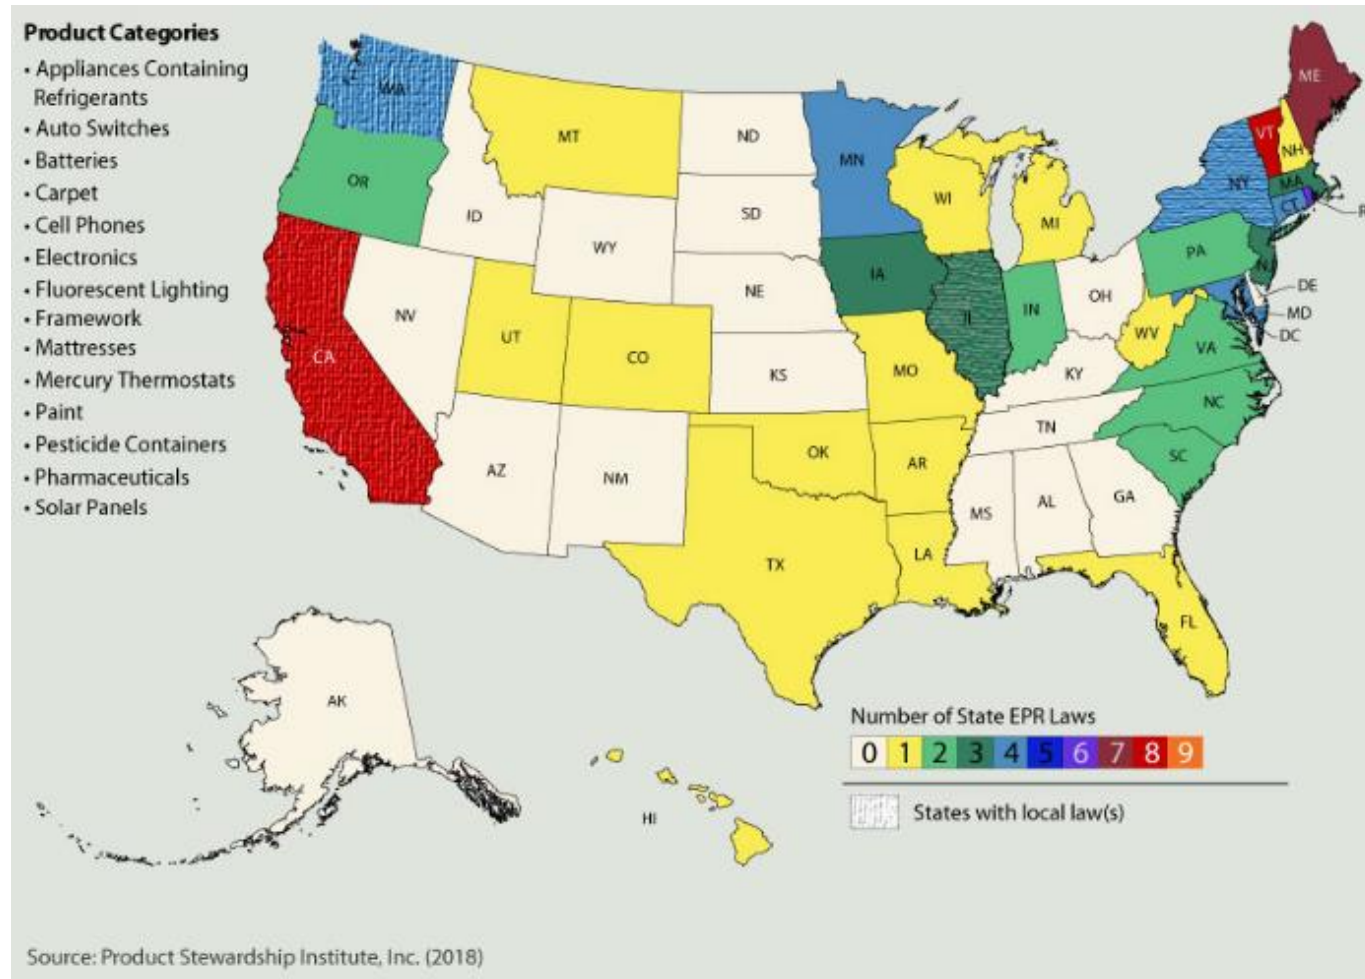 Product Categories
• Appliances Containing
Refrigerants
• Auto Switches
• Batteries
• Carpet
• Cell Phones
• Electronics
• Fluorescent Lighting
• Framework
• Mattresses
• Mercury Thermostats
• Paint
• Pesticide Containers
• Pharmaceuticals
• Solar Panels
WA
OR
CA
ID
NV
MT
WY
UT
AZ
CO
NM
ND
SD
NE
KS
OK
TX
MN
IA
MO
AR
LA
WI
IL
MI
IN
OH
KY
TN
MS
AL
GA
FL
SC
NC
VA
WV
PA
NY
VT
NH
ME
MA
CT
R
NJ
DE
MD
DC
AK
HI
Number of State EPR Laws
0 1 2 3 4 5 6 7 8 9
States with local law(s)
Source: Product Stewardship Institute, Inc. (2018)